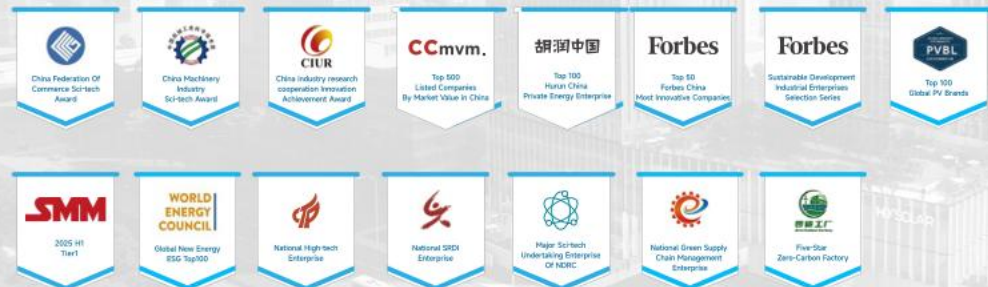 China Federation Of
Commerce Sci-tech
Award
China Machinery
Industry
Sci-tech Award
CIUR
China industry research
cooperation Innovation
Achievement Award
CCmvm.
Top 500
Listed Companies
By Market Value in China
胡润中国
Top 100
Hurun China
Private Energy Enterprise
Forbes
Top 50
Forbes China
Most Innovative Companies
Forbes
Sustainable Development
Industrial Enterprises
Selection Series
PVBL
Top 100
Global PV Brands
SMM
2025 H1
Tier1
WORLD
ENERGY
COUNCIL
Global New Energy
ESG Top100
National High-tech
Enterprise
National SRDI
Enterprise
Major Sci-tech
Undertaking Enterprise
Of NDRC
National Green Supply
Chain Management
Enterprise
零碳工厂
Five-Star
Zero-Carbon Factory